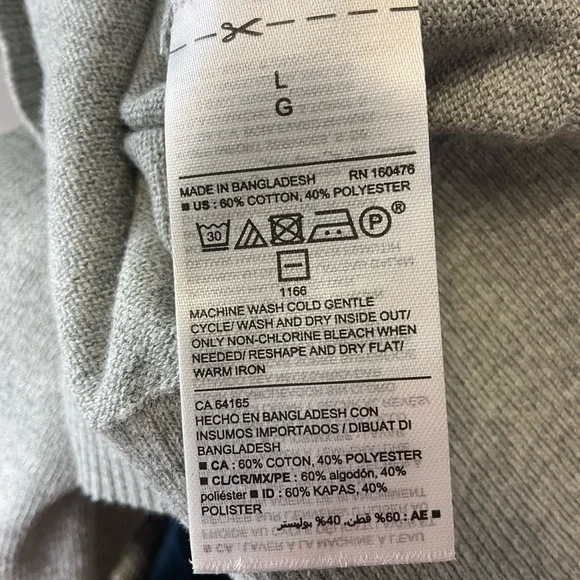 L
G
MADE IN BANGLADESH RN 160476
■ US : 60% COTTON, 40% POLYESTER
30 P ®
1166
MACHINE WASH COLD GENTLE
CYCLE/ WASH AND DRY INSIDE OUT/
ONLY NON-CHLORINE BLEACH WHEN
NEEDED/ RESHAPE AND DRY FLAT/
WARM IRON
CA 64165
HECHO EN BANGLADESH CON
INSUMOS IMPORTADOS / DIBUAT DI
BANGLADESH
■ CA : 60% COTON, 40% POLYESTER
■ CL/CR/MX/PE : 60% algodón, 40%
poliéster ■ ID : 60% KAPAS, 40%
POLISTER
■ AE : 60% قطن, 40% بوليستر